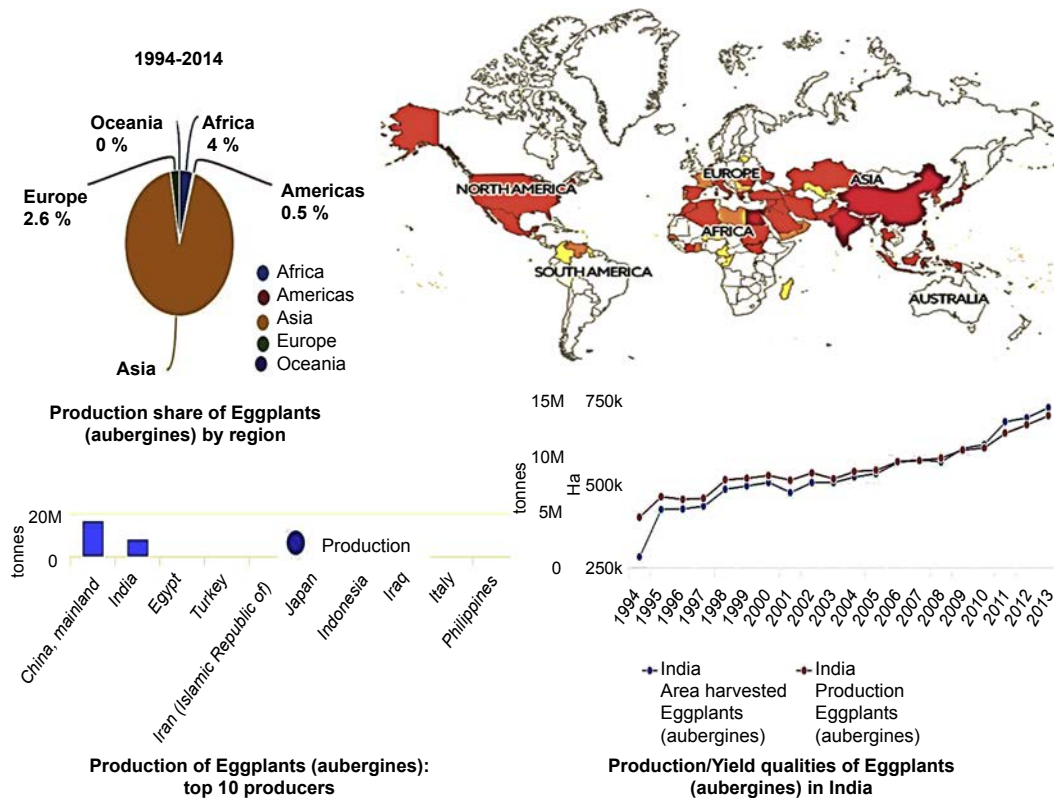 1994-2014
Oceania
0 %
Africa
4 %
Europe
2.6 %
Americas
0.5 %
Africa
Americas
Asia
Europe
Oceania
Asia
Production share of Eggplants
(aubergines) by region
NORTH AMERICA
EUROPE
ASIA
AFRICA
SOUTH AMERICA
AUSTRALIA
20M
0
tonnes
Production
China, mainland
India
Egypt
Turkey
Iran (Islamic Republic of)
Japan
Indonesia
Iraq
Italy
Philippines
Production of Eggplants (aubergines):
top 10 producers
15M
10M
5M
0
tonnes
Ha
750k
500k
250k
1994
1995
1996
1997
1998
1999
2000
2001
2002
2003
2004
2005
2006
2007
2008
2009
2010
2011
2012
2013
India
Area harvested
Eggplants
(aubergines)
India
Production
Eggplants
(aubergines)
Production/Yield qualities of Eggplants
(aubergines) in India